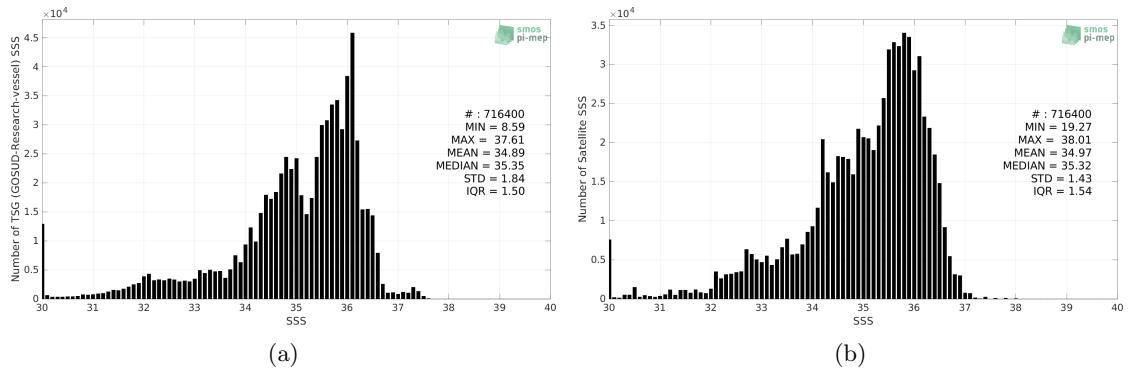 ×10⁴
4.5
4
3.5
3
2.5
2
1.5
1
0.5
0
30 31 32 33 34 35 36 37 38 39 40
SSS
Number of TSG (GOSUD-Research-vessel) SSS
smos
pi-mep
# : 716400
MIN = 8.59
MAX = 37.61
MEAN = 34.89
MEDIAN = 35.35
STD = 1.84
IQR = 1.50
(a)
×10⁴
3.5
3
2.5
2
1.5
1
0.5
0
30 31 32 33 34 35 36 37 38 39 40
SSS
Number of Satellite SSS
smos
pi-mep
# : 716400
MIN = 19.27
MAX = 38.01
MEAN = 34.97
MEDIAN = 35.32
STD = 1.43
IQR = 1.54
(b)